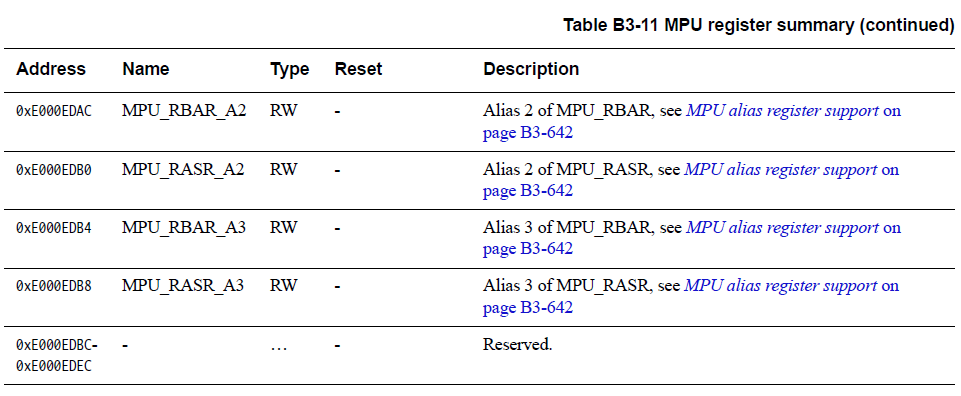 Table B3-11 MPU register summary (continued)
Address Name Type Reset Description
0xE000EDAC MPU_RBAR_A2 RW - Alias 2 of MPU_RBAR, see MPU alias register support on
page B3-642
0xE000EDB0 MPU_RASR_A2 RW - Alias 2 of MPU_RASR, see MPU alias register support on
page B3-642
0xE000EDB4 MPU_RBAR_A3 RW - Alias 3 of MPU_RBAR, see MPU alias register support on
page B3-642
0xE000EDB8 MPU_RASR_A3 RW - Alias 3 of MPU_RASR, see MPU alias register support on
page B3-642
0xE000EDBC- - … - Reserved.
0xE000EDEC